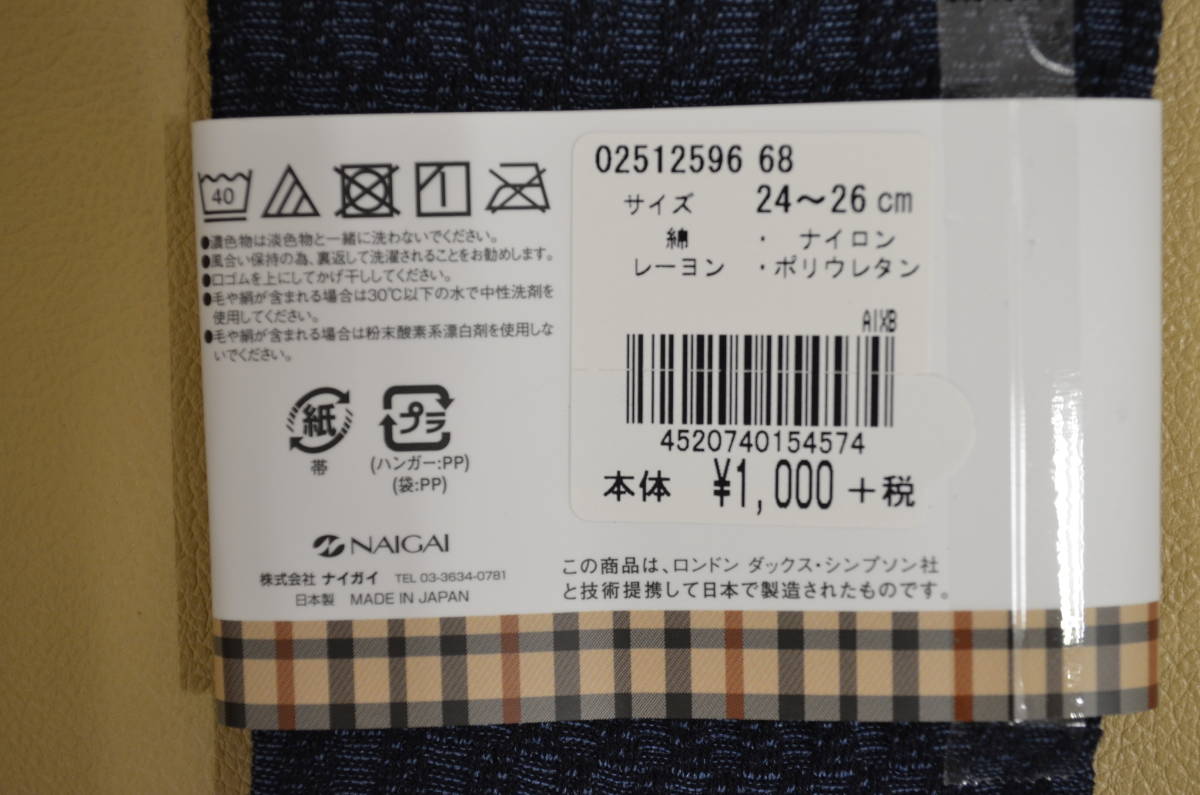 40
●濃色物は淡色物と一緒に洗わないでください。
●風合い保持の為、裏返して洗濯されることをお勧めします。
●口ゴムを上にしてかげ干ししてください。
●毛や絹が含まれる場合は30℃以下の水で中性洗剤を
使用してください。
●毛や絹が含まれる場合は粉末酸素系漂白剤を使用しな
いでください。
紙
帯
プラ
(ハンガー:PP)
(袋:PP)
NAIGAI
株式会社 ナイガイ TEL 03-3634-0781
日本製 MADE IN JAPAN
02512596 68
サイズ 24～26 cm
綿 ・ ナイロン
レーヨン ・ポリウレタン
AIXB
4520740154574
本体 ¥1,000 +税
この商品は、ロンドン ダックス・シンプソン社
と技術提携して日本で製造されたものです。